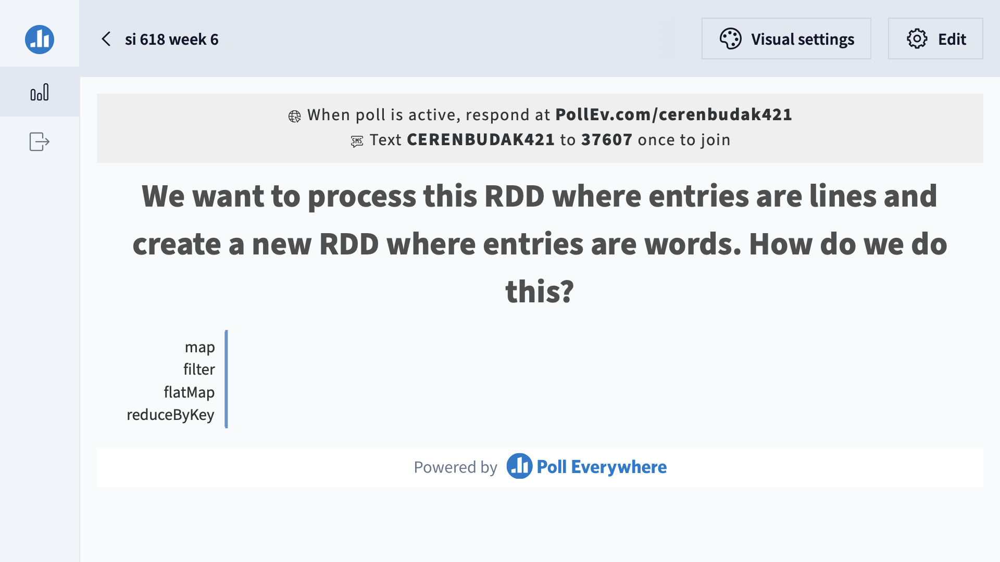 si 618 week 6
Visual settings
Edit
When poll is active, respond at PollEv.com/cerenbudak421
SMS Text CERENBUDAK421 to 37607 once to join
We want to process this RDD where entries are lines and
create a new RDD where entries are words. How do we do
this?
map
filter
flatMap
reduceByKey
Powered by Poll Everywhere